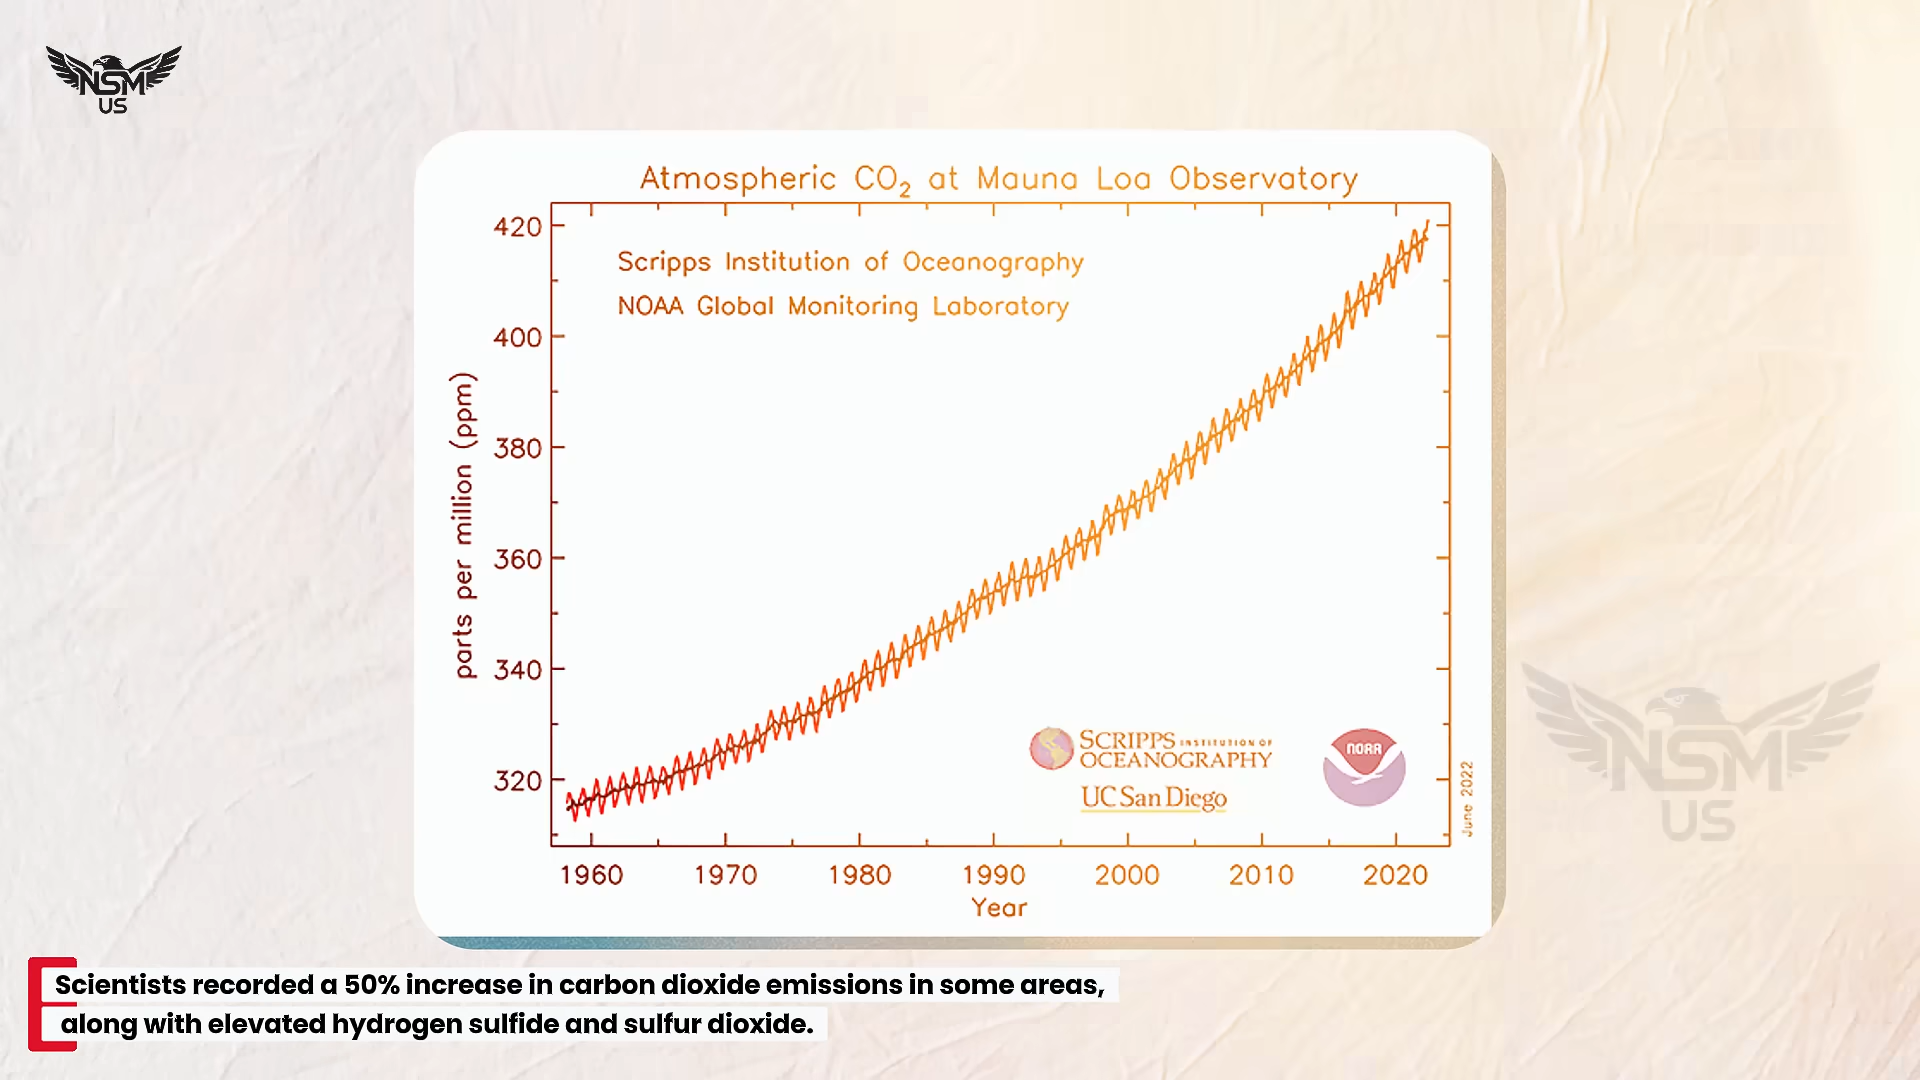 NSM
US
Atmospheric CO2 at Mauna Loa Observatory
Scripps Institution of Oceanography
NOAA Global Monitoring Laboratory
parts per million (ppm)
420
400
380
360
340
320
1960 1970 1980 1990 2000 2010 2020
Year
SCRIPPS INSTITUTION OF
OCEANOGRAPHY
UC San Diego
NOAA
June 2022
NSM
US
Scientists recorded a 50% increase in carbon dioxide emissions in some areas,
along with elevated hydrogen sulfide and sulfur dioxide.